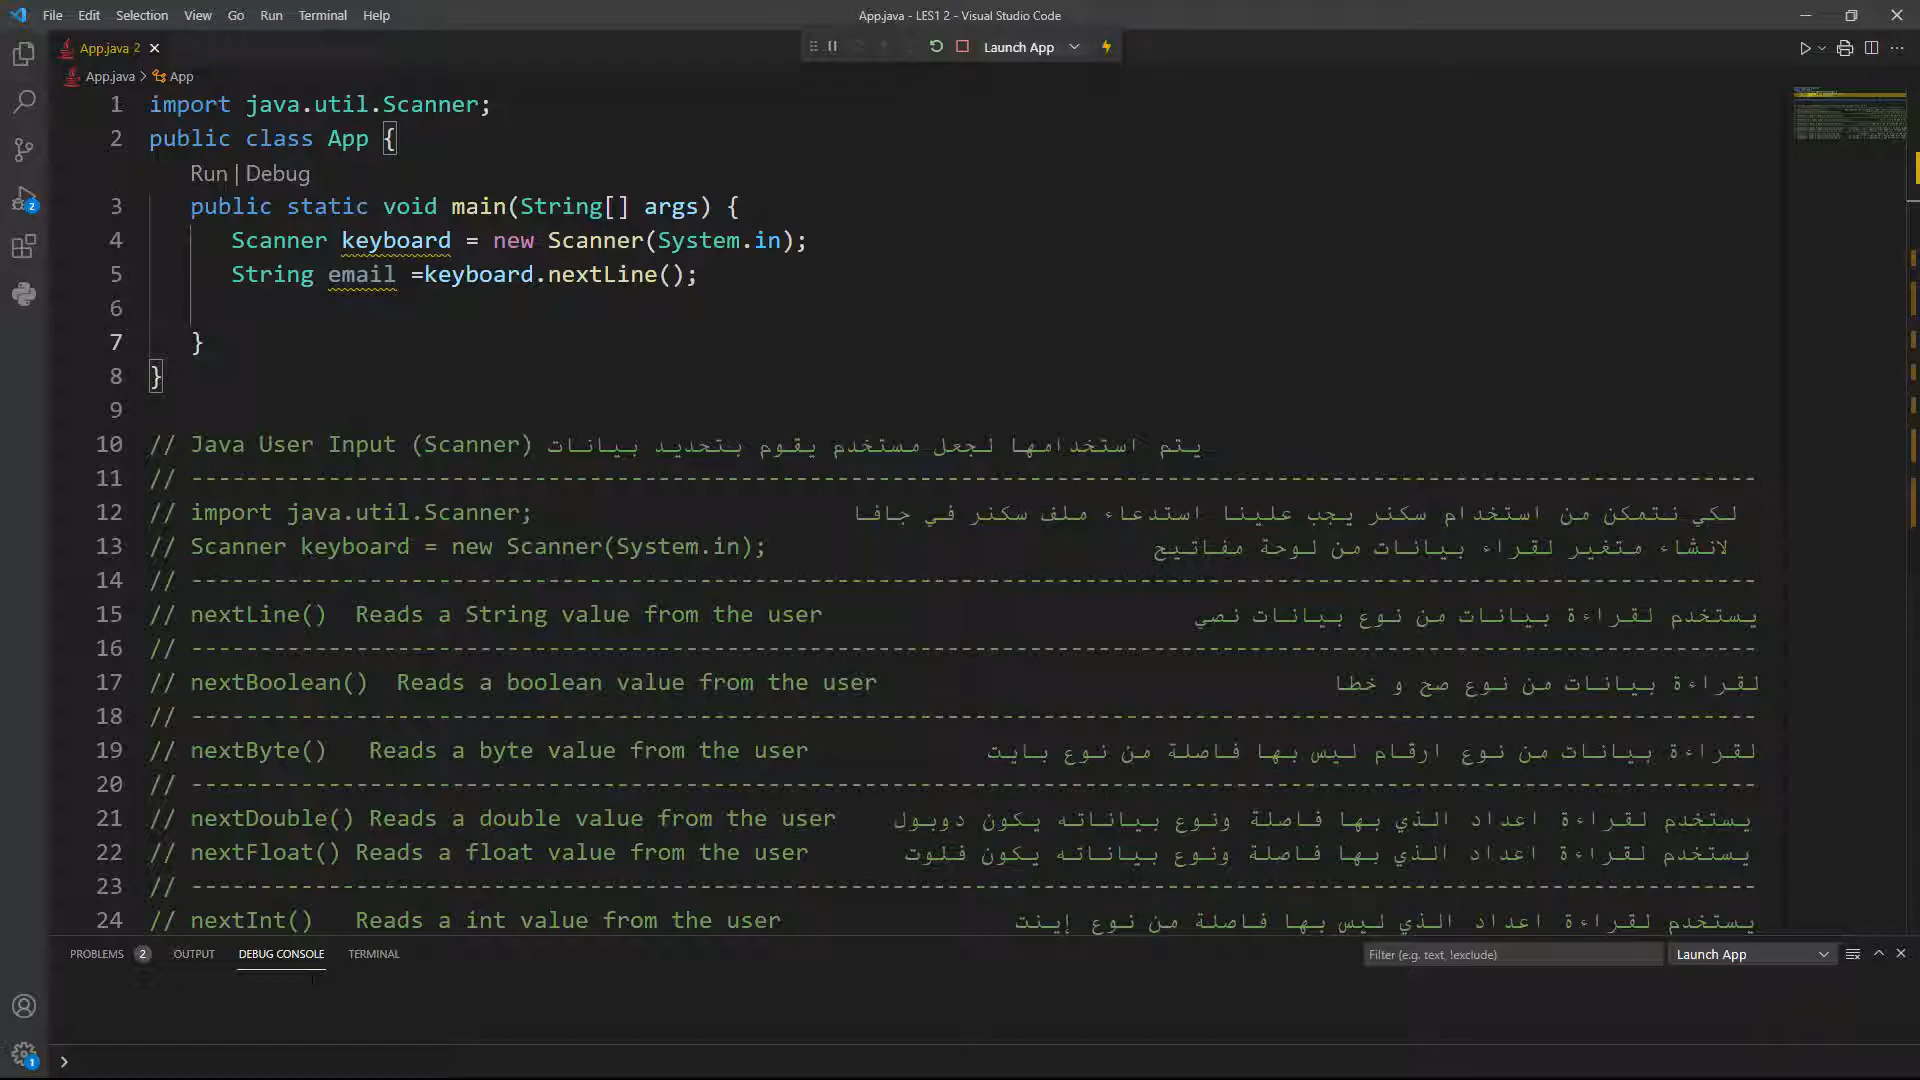 File Edit Selection View Go Run Terminal Help
App.java - LES1 2 - Visual Studio Code
App.java 2
Launch App
App.java > App
1 import java.util.Scanner;
2 public class App {
Run | Debug
3 public static void main(String[] args) {
4 Scanner keyboard = new Scanner(System.in);
5 String email =keyboard.nextLine();
6
7 }
8 }
9
10 // Java User Input (Scanner) يتم استخدامها لجعل مستخدم يقوم بتحديد بيانات
11 // ------------------------------------------------------------------------------------------------------------------
12 // import java.util.Scanner; لكي نتمكن من استخدام سكنر يجب علينا استدعاء ملف سكنر في جافا
13 // Scanner keyboard = new Scanner(System.in); لانشاء متغير لقراء بيانات من لوحة مفاتيح
14 // ------------------------------------------------------------------------------------------------------------------
15 // nextLine() Reads a String value from the user يستخدم لقراءة بيانات من نوع بيانات نصي
16 // ------------------------------------------------------------------------------------------------------------------
17 // nextBoolean() Reads a boolean value from the user لقراءة بيانات من نوع صح و خطا
18 // ------------------------------------------------------------------------------------------------------------------
19 // nextByte() Reads a byte value from the user لقراءة بيانات من نوع ارقام ليس بها فاصلة من نوع بايت
20 // ------------------------------------------------------------------------------------------------------------------
21 // nextDouble() Reads a double value from the user يستخدم لقراءة اعداد الذي بها فاصلة ونوع بياناته يكون دوبول
22 // nextFloat() Reads a float value from the user يستخدم لقراءة اعداد الذي بها فاصلة ونوع بياناته يكون فلوت
23 // ------------------------------------------------------------------------------------------------------------------
24 // nextInt() Reads a int value from the user يستخدم لقراءة اعداد الذي ليس بها فاصلة من نوع إينت
PROBLEMS 2 OUTPUT DEBUG CONSOLE TERMINAL
Filter (e.g. text, !exclude)
Launch App
2
1